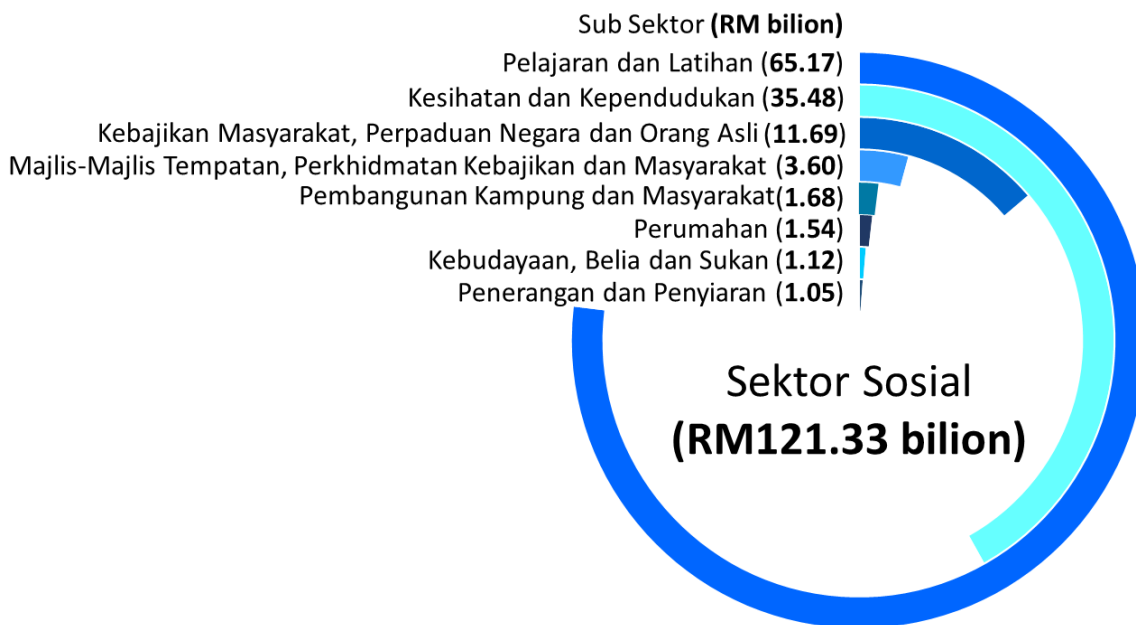 Sub Sektor (RM bilion)
Pelajaran dan Latihan (65.17)
Kesihatan dan Kependudukan (35.48)
Kebajikan Masyarakat, Perpaduan Negara dan Orang Asli (11.69)
Majlis-Majlis Tempatan, Perkhidmatan Kebajikan dan Masyarakat (3.60)
Pembangunan Kampung dan Masyarakat(1.68)
Perumahan (1.54)
Kebudayaan, Belia dan Sukan (1.12)
Penerangan dan Penyiaran (1.05)
Sektor Sosial
(RM121.33 bilion)